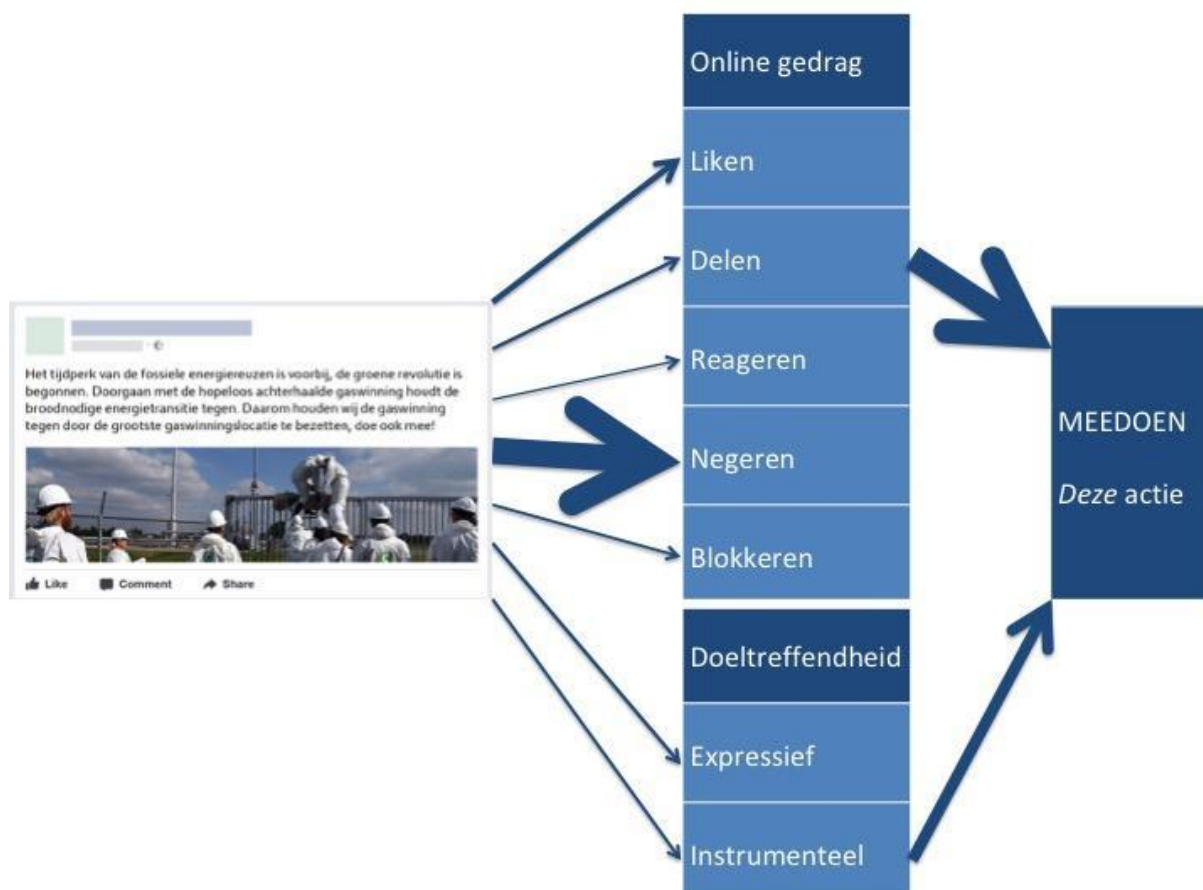 Het tijdperk van de fossiele energiereuzen is voorbij, de groene revolutie is
begonnen. Doorgaan met de hopeloos achterhaalde gaswinning houdt de
broodnodige energietransitie tegen. Daarom houden wij de gaswinning
tegen door de grootste gaswinningslocatie te bezetten, doe ook mee!
Like Comment Share
Online gedrag
Liken
Delen
Reageren
Negeren
Blokkeren
Doeltreffendheid
Expressief
Instrumenteel
MEEDOEN
Deze actie